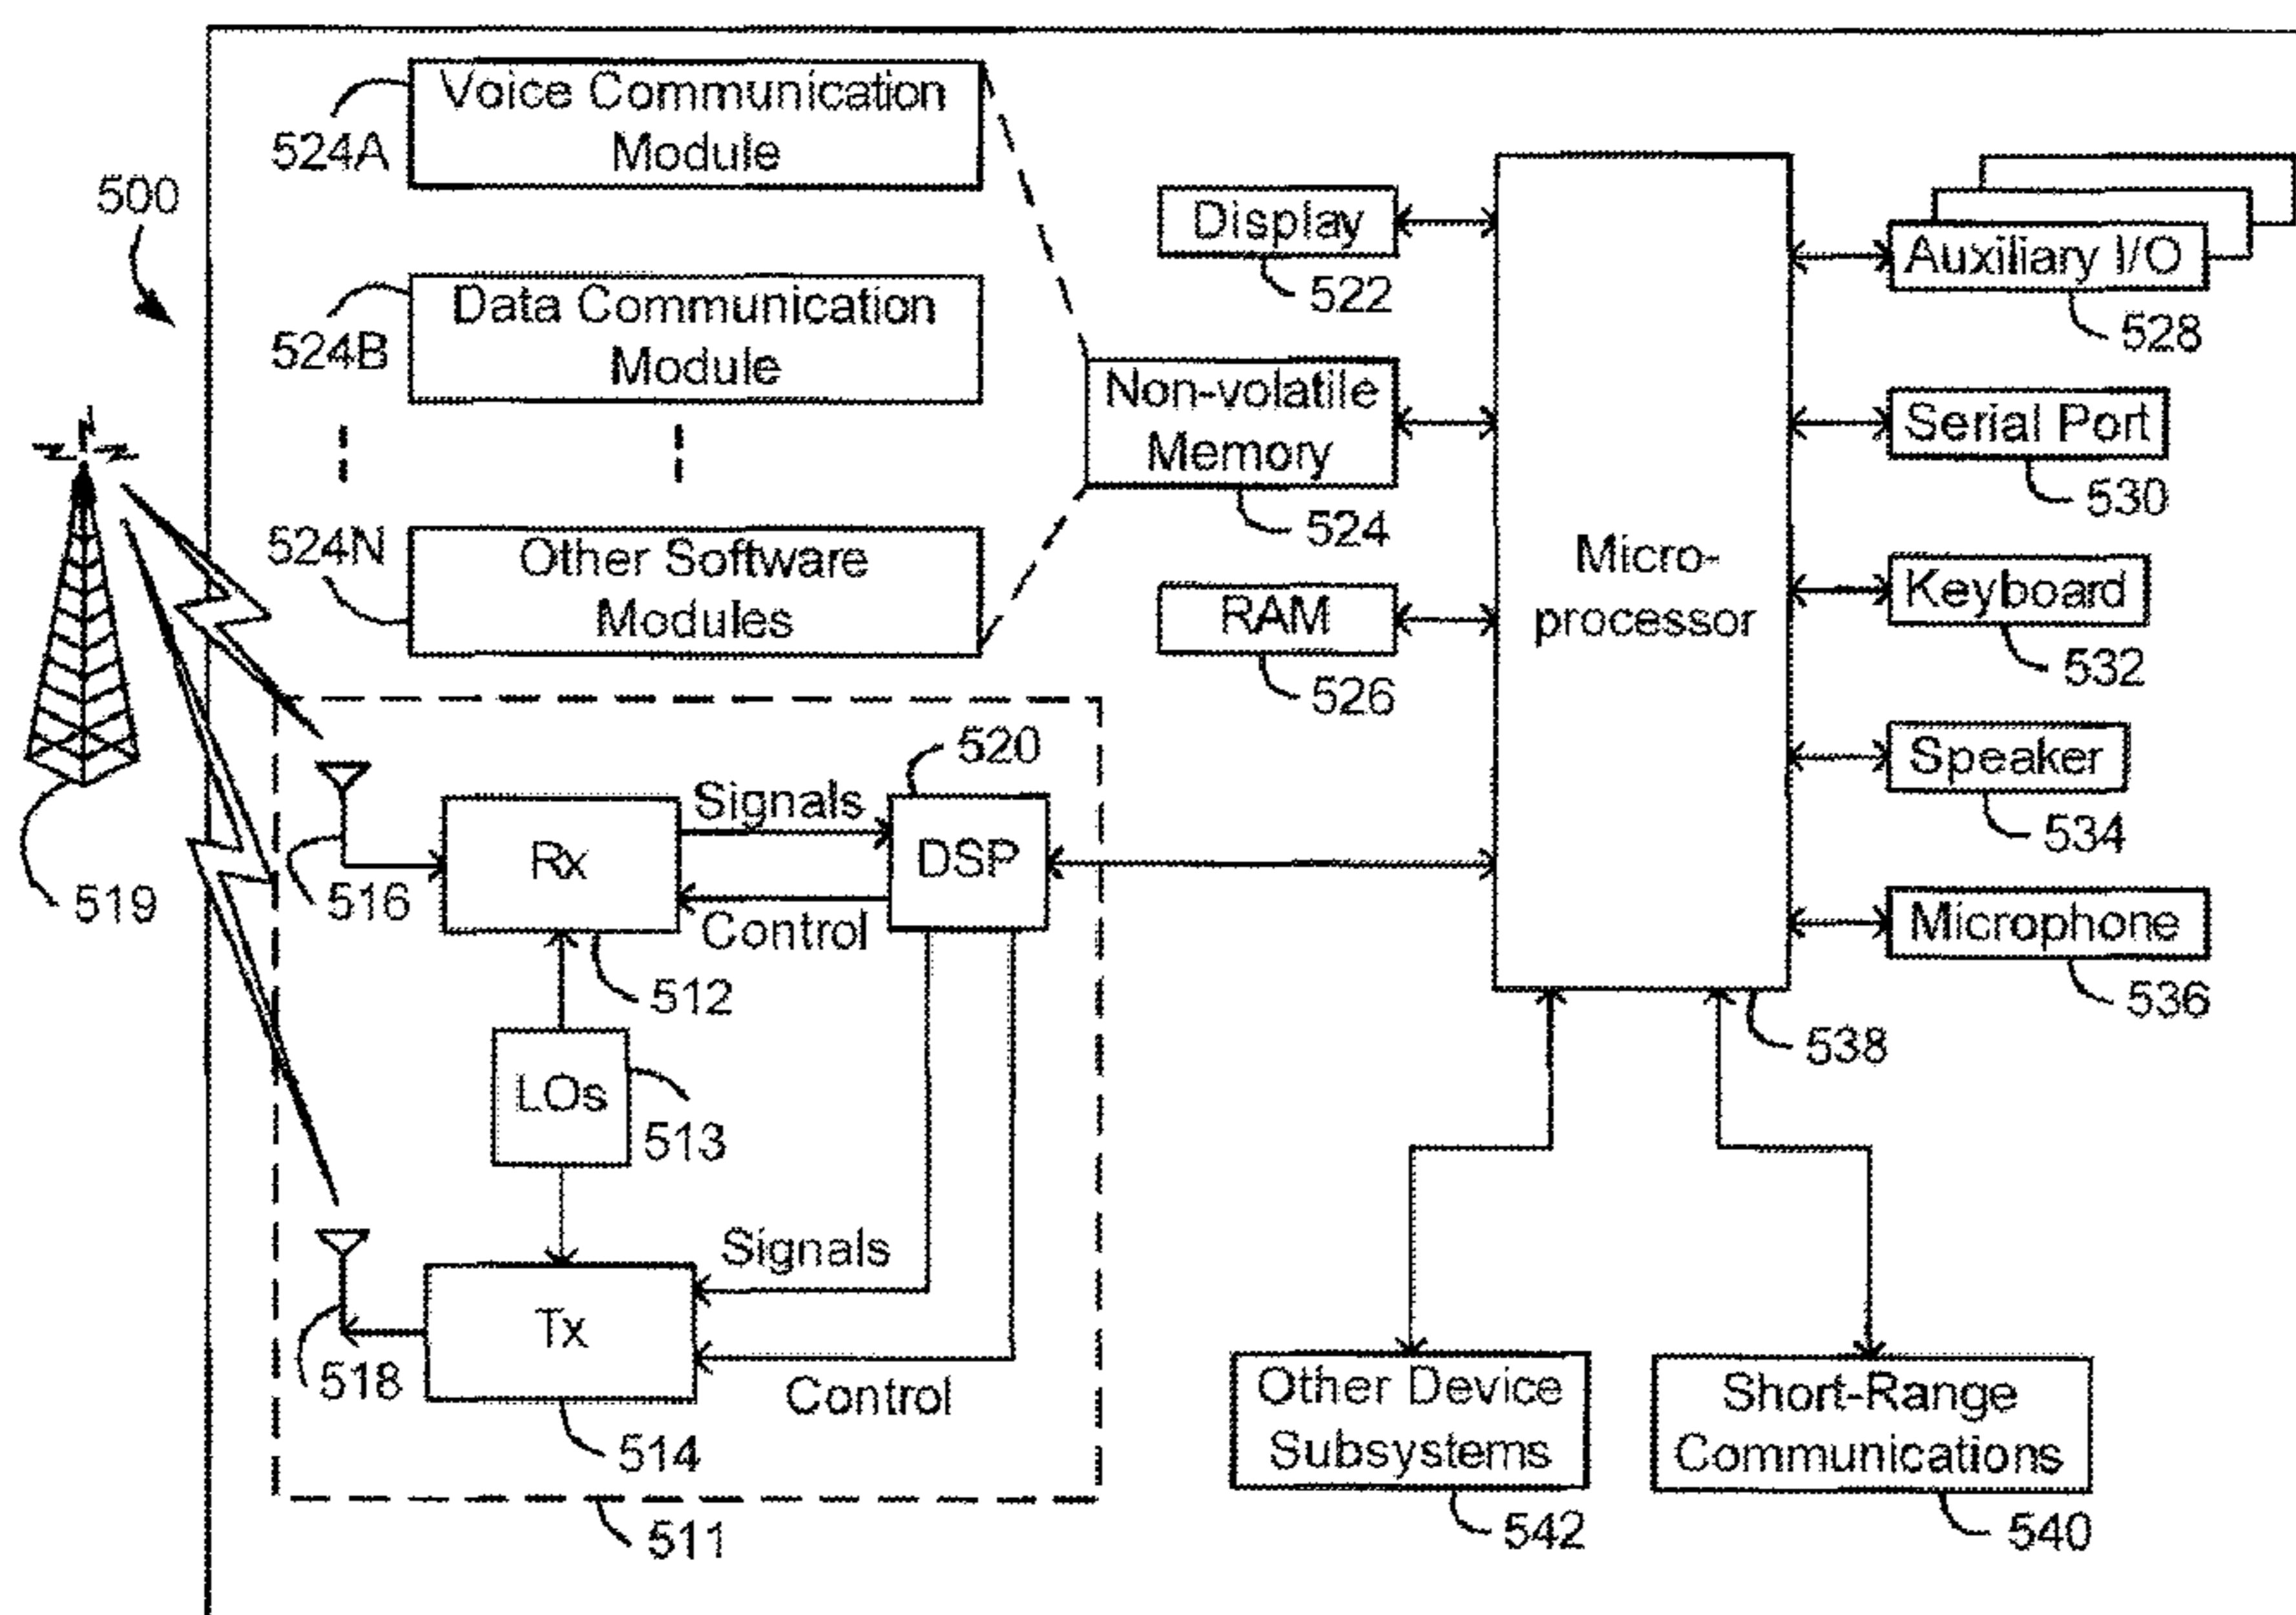 Voice Communication
Module
524A
500
Data Communication
Module
524B
Other Software
Modules
524N
Display
522
Non-volatile
Memory
524
RAM
526
Micro-
processor
538
Auxiliary I/O
528
Serial Port
530
Keyboard
532
Speaker
534
Microphone
536
519
516
Rx
512
Signals
Control
520
DSP
LOs
513
Signals
Control
Tx
518
514
511
Other Device
Subsystems
542
Short-Range
Communications
540